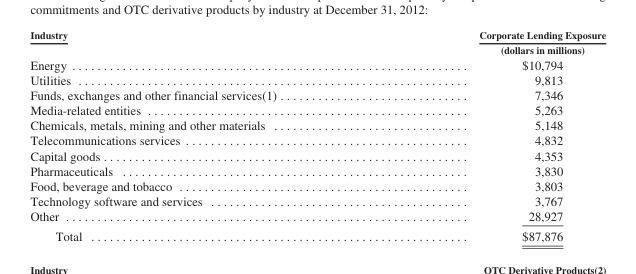 commitments and OTC derivative products by industry at December 31, 2012:
Industry Corporate Lending Exposure
(dollars in millions)
Energy $10,794
Utilities 9,813
Funds, exchanges and other financial services(1) 7,346
Media-related entities 5,263
Chemicals, metals, mining and other materials 5,148
Telecommunications services 4,832
Capital goods 4,353
Pharmaceuticals 3,830
Food, beverage and tobacco 3,803
Technology software and services 3,767
Other 28,927
Total $87,876
Industry OTC Derivative Products(2)